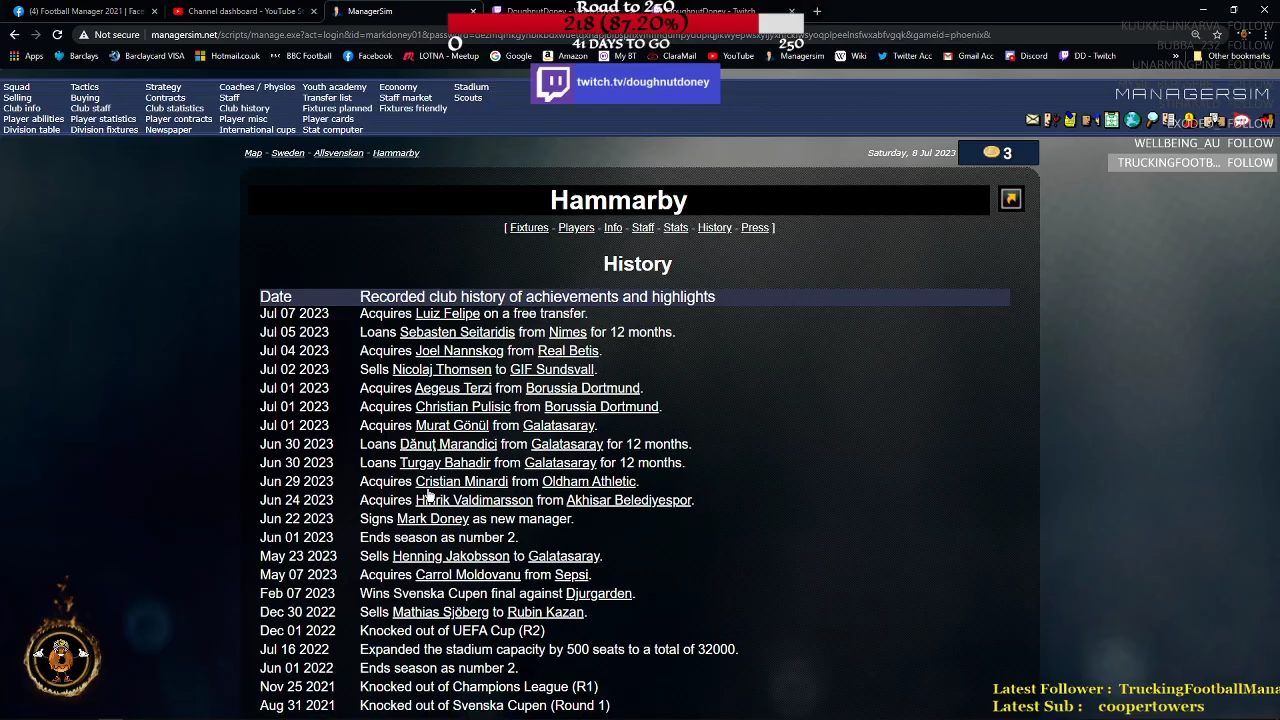 (4) Football Manager 2021 | Faceb
Channel dashboard - YouTube St
ManagerSim
DoughnutDoney - Twitch
Road to 250
218 (87.20%)
0
41 DAYS TO GO
250
Not secure
Apps
Barclays
BT
Microsoft 365
Hotmail.co.uk
Facebook
LOTNA - Meetup
Google
Amazon
My BT
ClaraMail
YouTube
Managersim
Wiki
Twitter Acc
Gmail Acc
Discord
DD - Twitch
Other bookmarks
twitch.tv/doughnutdoney
KUUKKELINKARVA FOLLOW
BUBBA_232 FOLLOW
UNARMINGPINE FOLLOW
FOLLOW
WELLBEING_AU FOLLOW
TRUCKINGFOOTB... FOLLOW
Squad Tactics Strategy Coaches / Physios Youth academy Economy Stadium
Selling Buying Contracts Staff Transfer list Staff market Scouts
Club info Club staff Club statistics Club history Fixtures planned Fixtures friendly
Player abilities Player statistics Player contracts Player misc Player cards
Division table Division fixtures Newspaper International cups Stat computer
MANAGERSIM
Map - Sweden - Allsvenskan - Hammarby
Saturday, 8 Jul 2023
3
Hammarby
[ Fixtures - Players - Info - Staff - Stats - History - Press ]
History
Date Recorded club history of achievements and highlights
Jul 07 2023 Acquires Luiz Felipe on a free transfer.
Jul 05 2023 Loans Sebasten Seitaridis from Nimes for 12 months.
Jul 04 2023 Acquires Joel Nannskog from Real Betis.
Jul 02 2023 Sells Nicolaj Thomsen to GIF Sundsvall.
Jul 01 2023 Acquires Aegeus Terzi from Borussia Dortmund.
Jul 01 2023 Acquires Christian Pulisic from Borussia Dortmund.
Jul 01 2023 Acquires Murat Gönül from Galatasaray.
Jun 30 2023 Loans Dănuţ Marandici from Galatasaray for 12 months.
Jun 30 2023 Loans Turgay Bahadir from Galatasaray for 12 months.
Jun 29 2023 Acquires Cristian Minardi from Oldham Athletic.
Jun 24 2023 Acquires Valdimarsson from Akhisar Belediyespor.
Jun 22 2023 Signs Mark Doney as new manager.
Jun 01 2023 Ends season as number 2.
May 23 2023 Sells Henning Jakobsson to Galatasaray.
May 07 2023 Acquires Carrol Moldovanu from Sepsi.
Feb 07 2023 Wins Svenska Cupen final against Djurgarden.
Dec 30 2022 Sells Mathias Sjöberg to Rubin Kazan.
Dec 01 2022 Knocked out of UEFA Cup (R2)
Jul 16 2022 Expanded the stadium capacity by 500 seats to a total of 32000.
Jun 01 2022 Ends season as number 2.
Nov 25 2021 Knocked out of Champions League (R1)
Aug 31 2021 Knocked out of Svenska Cupen (Round 1)
Latest Follower : TruckingFootballMana
Latest Sub : coopertowers